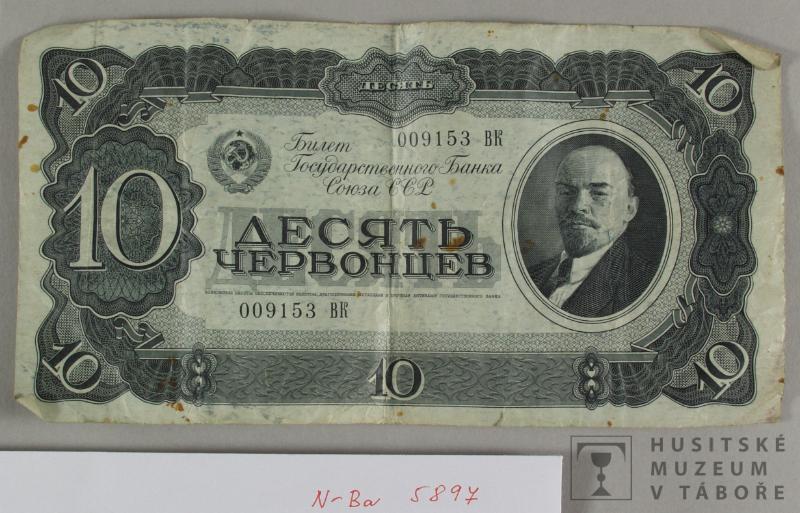 10
ДЕСЯТЬ
10
Билет
Государственного Банка
Союза ССР
009153 ВК
10
ДЕСЯТЬ
ЧЕРВОНЦЕВ
009153 ВК
10
10
10
N-Ba 5897
HUSITSKÉ
MUZEUM
V TÁBOŘE